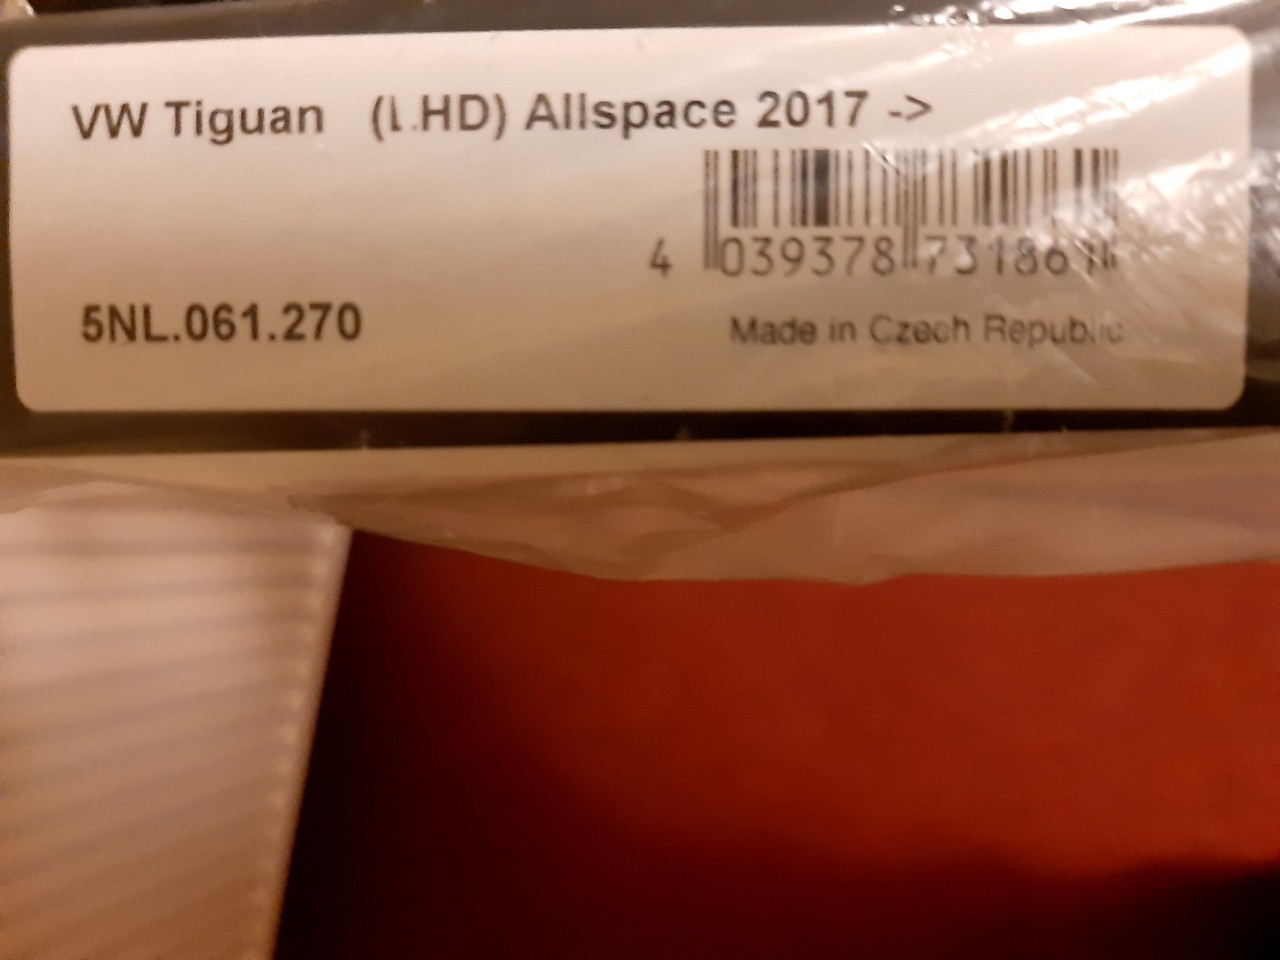 VW Tiguan (LHD) Allspace 2017 ->
4 039378 731861
5NL.061.270
Made in Czech Republic